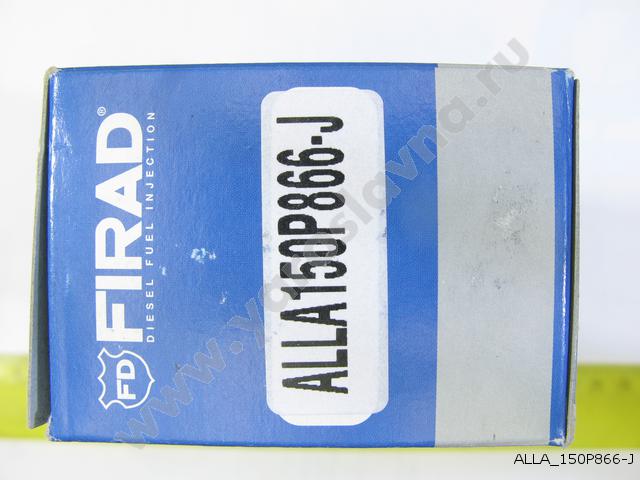 FD
FIRAD®
DIESEL FUEL INJECTION
ALLA150P866-J
www.yaroslavna.ru
ALLA_150P866-J